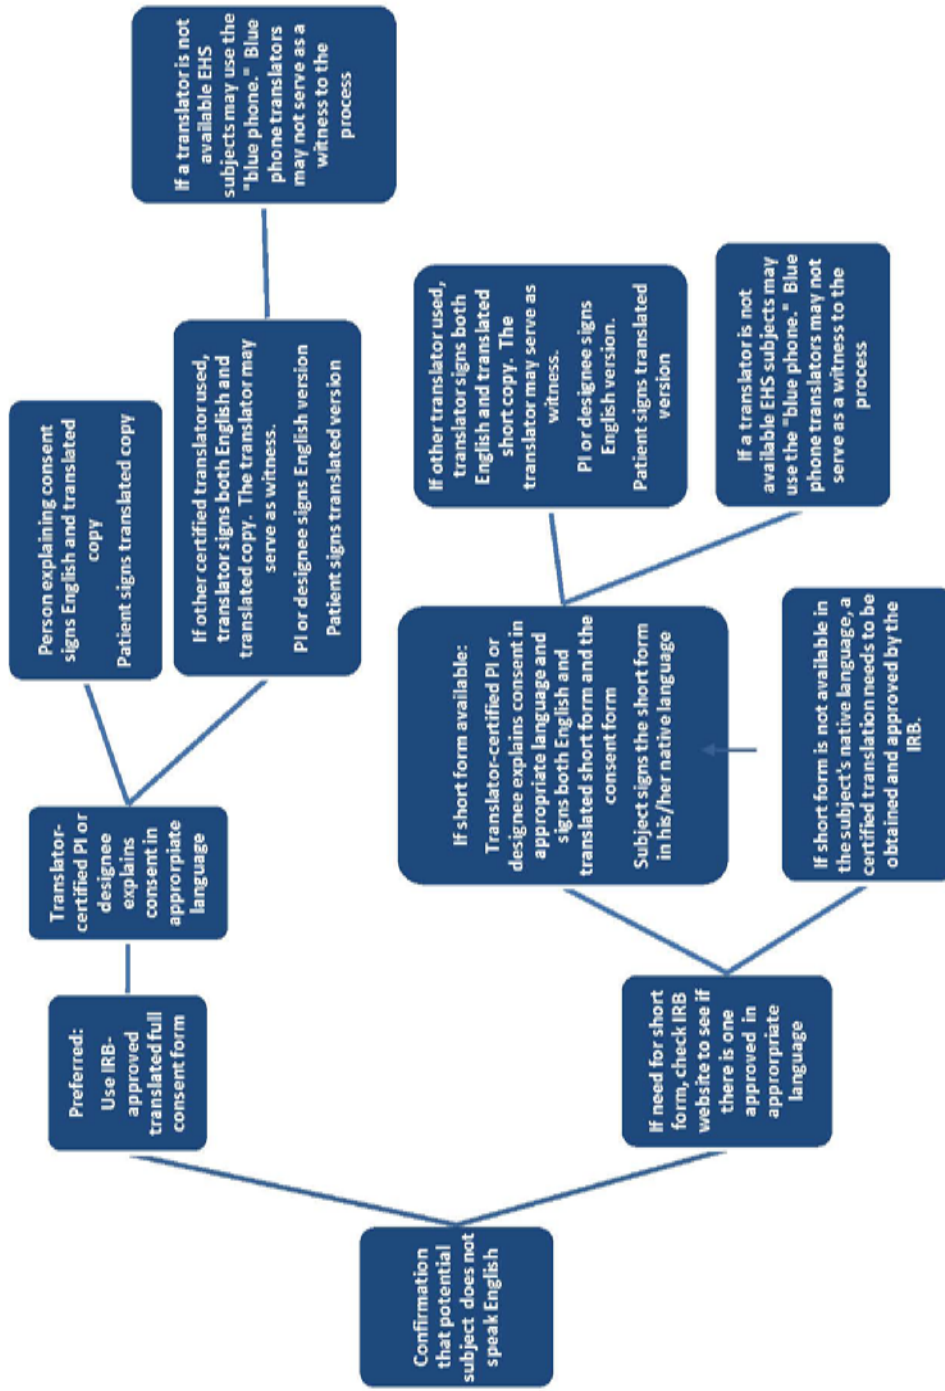 Confirmation
that potential
subject does not
speak English
Preferred:
Use IRB-
approved
translated full
consent form
Translator-
certified PI or
designee
explains
consent in
approrpiate
language
Person explaining consent
signs English and translated
copy
Patient signs translated copy
If other certified translator used,
translator signs both English and
translated copy. The translator may
serve as witness.
PI or designee signs English version
Patient signs translated version
If a translator is not
available EHS
subjects may use the
"blue phone." Blue
phone translators
may not serve as a
witness to the
process
If need for short
form, check IRB
website to see if
there is one
approved in
approrpriate
language
If short form available:
Translator-certified PI or
designee explains consent in
appropriate language and
signs both English and
translated short form and the
consent form
Subject signs the short form
in his/her native language
If short form is not available in
the subject's native language, a
certified translation needs to be
obtained and approved by the
IRB.
If other translator used,
translator signs both
English and translated
short copy. The
translator may serve as
witness.
PI or designee signs
English version.
Patient signs translated
version
If a translator is not
available EHS subjects may
use the "blue phone." Blue
phone translators may not
serve as a witness to the
process